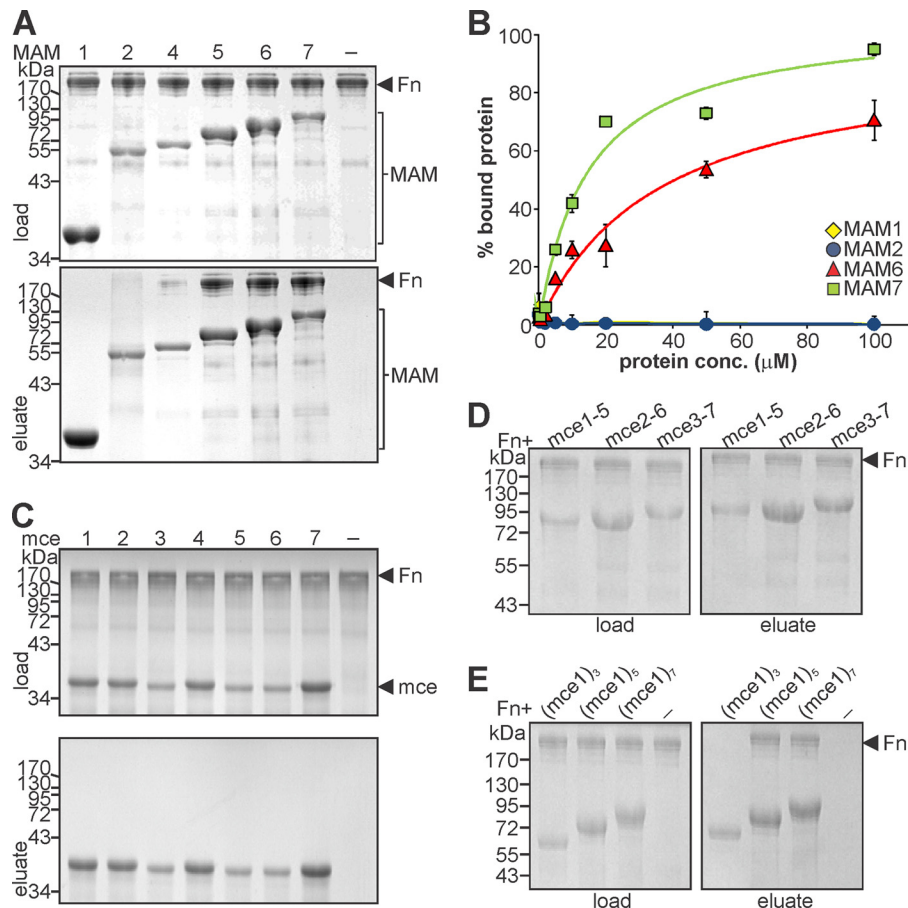 A
MAM 1 2 4 5 6 7 –
kDa
170
130
95
72
55
43
34
load
Fn
MAM
170
130
95
72
55
43
34
eluate
Fn
MAM
B
% bound protein
100
80
60
40
20
0
0 20 40 60 80 100
protein conc. (μM)
MAM1
MAM2
MAM6
MAM7
C
mce 1 2 3 4 5 6 7 –
kDa
170
130
95
72
43
34
load
Fn
mce
170
130
95
72
43
34
eluate
D
Fn+ mce1-5 mce2-6 mce3-7 mce1-5 mce2-6 mce3-7
kDa
170
130
95
72
55
43
Fn
load eluate
E
Fn+ (mce1)3 (mce1)5 (mce1)7 – (mce1)3 (mce1)5 (mce1)7 –
kDa
170
130
95
72
55
43
Fn
load eluate